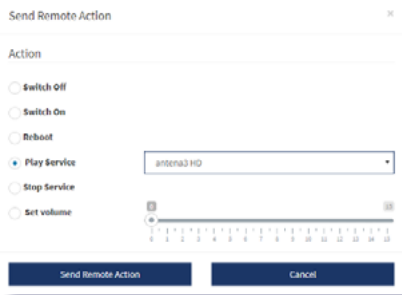 Send Remote Action ×
Action
Switch Off
Switch On
Reboot
Play Service antena3 HD
Stop Service
Set volume 0 15
0 1 2 3 4 5 6 7 8 9 10 11 12 13 14 15
Send Remote Action Cancel